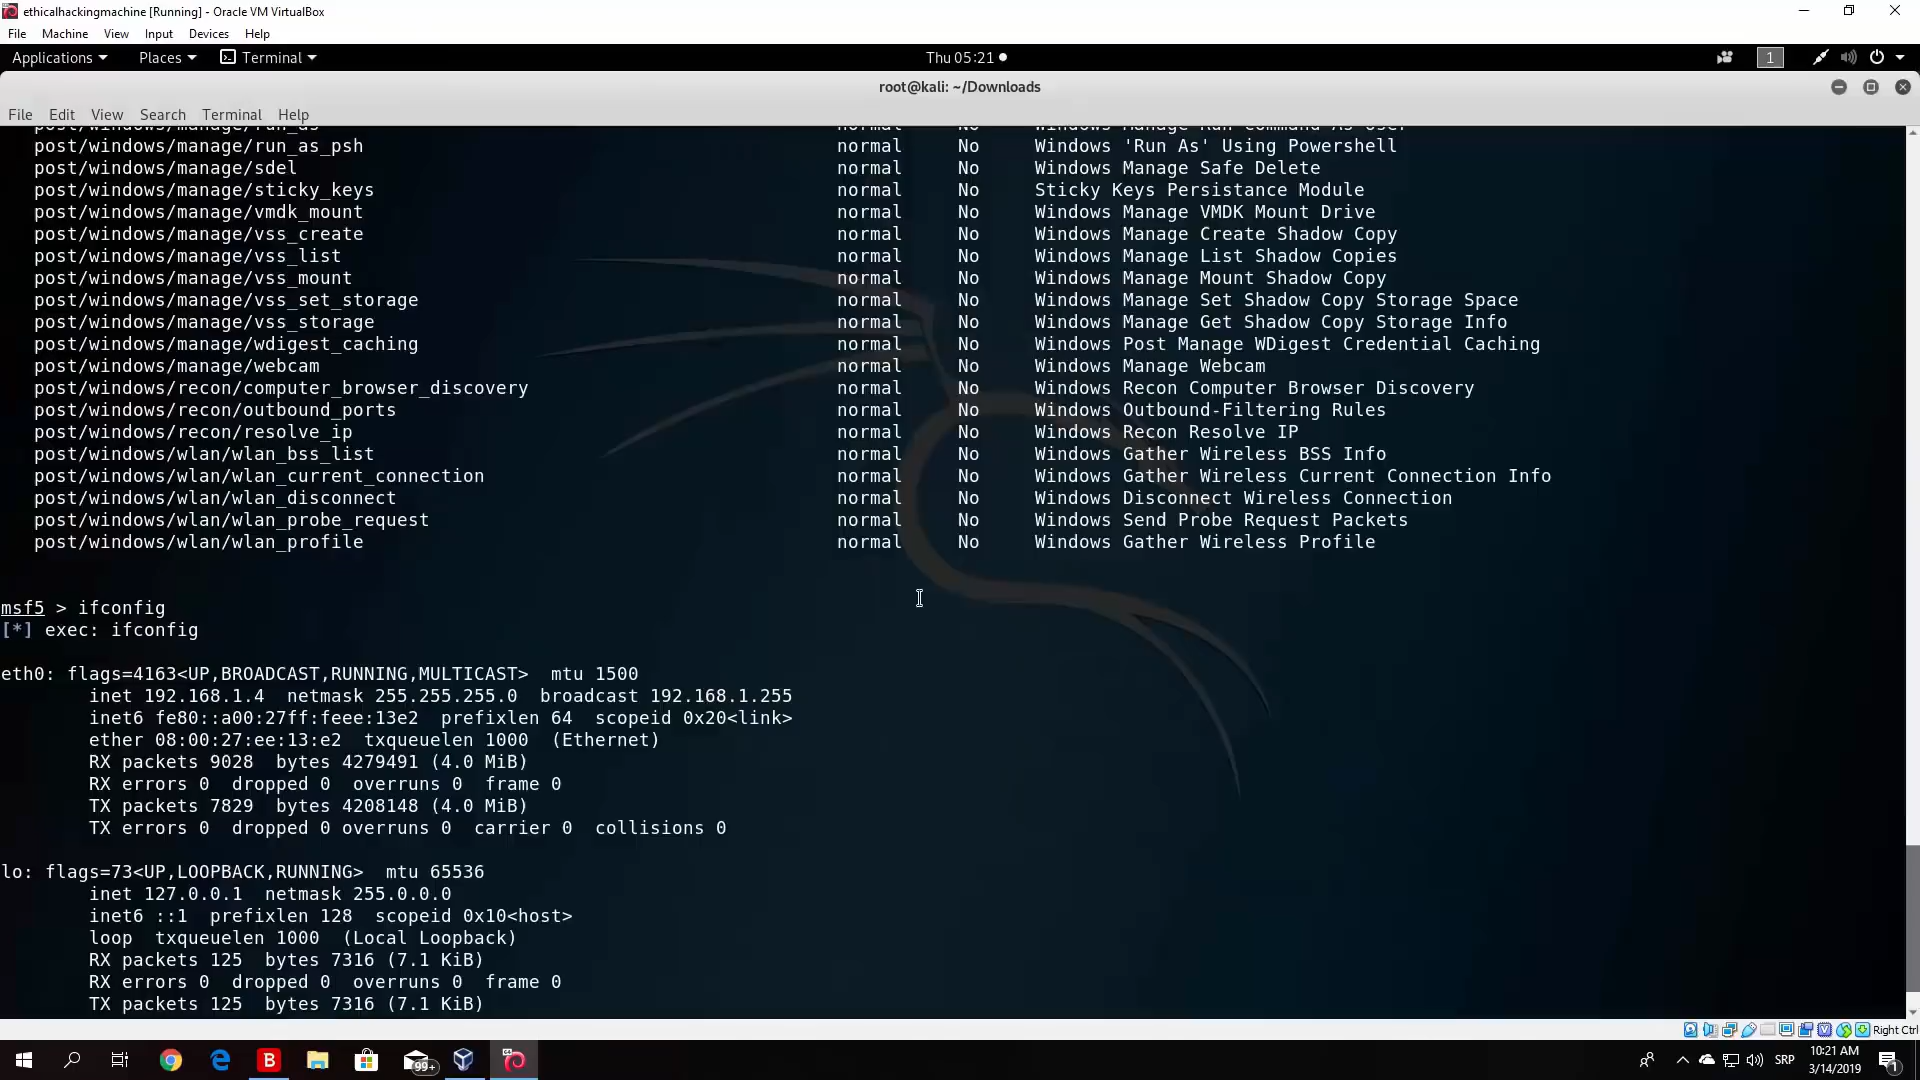 ethicalhackingmachine [Running] - Oracle VM VirtualBox
File Machine View Input Devices Help
Applications Places Terminal Thu 05:21 1
root@kali: ~/Downloads
File Edit View Search Terminal Help
post/windows/manage/run_as normal No Windows Manage Run Command As User
post/windows/manage/run_as_psh normal No Windows 'Run As' Using Powershell
post/windows/manage/sdel normal No Windows Manage Safe Delete
post/windows/manage/sticky_keys normal No Sticky Keys Persistance Module
post/windows/manage/vmdk_mount normal No Windows Manage VMDK Mount Drive
post/windows/manage/vss_create normal No Windows Manage Create Shadow Copy
post/windows/manage/vss_list normal No Windows Manage List Shadow Copies
post/windows/manage/vss_mount normal No Windows Manage Mount Shadow Copy
post/windows/manage/vss_set_storage normal No Windows Manage Set Shadow Copy Storage Space
post/windows/manage/vss_storage normal No Windows Manage Get Shadow Copy Storage Info
post/windows/manage/wdigest_caching normal No Windows Post Manage WDigest Credential Caching
post/windows/manage/webcam normal No Windows Manage Webcam
post/windows/recon/computer_browser_discovery normal No Windows Recon Computer Browser Discovery
post/windows/recon/outbound_ports normal No Windows Outbound-Filtering Rules
post/windows/recon/resolve_ip normal No Windows Recon Resolve IP
post/windows/wlan/wlan_bss_list normal No Windows Gather Wireless BSS Info
post/windows/wlan/wlan_current_connection normal No Windows Gather Wireless Current Connection Info
post/windows/wlan/wlan_disconnect normal No Windows Disconnect Wireless Connection
post/windows/wlan/wlan_probe_request normal No Windows Send Probe Request Packets
post/windows/wlan/wlan_profile normal No Windows Gather Wireless Profile
msf5 > ifconfig
[*] exec: ifconfig
eth0: flags=4163<UP,BROADCAST,RUNNING,MULTICAST> mtu 1500
inet 192.168.1.4 netmask 255.255.255.0 broadcast 192.168.1.255
inet6 fe80::a00:27ff:feee:13e2 prefixlen 64 scopeid 0x20<link>
ether 08:00:27:ee:13:e2 txqueuelen 1000 (Ethernet)
RX packets 9028 bytes 4279491 (4.0 MiB)
RX errors 0 dropped 0 overruns 0 frame 0
TX packets 7829 bytes 4208148 (4.0 MiB)
TX errors 0 dropped 0 overruns 0 carrier 0 collisions 0
lo: flags=73<UP,LOOPBACK,RUNNING> mtu 65536
inet 127.0.0.1 netmask 255.0.0.0
inet6 ::1 prefixlen 128 scopeid 0x10<host>
loop txqueuelen 1000 (Local Loopback)
RX packets 125 bytes 7316 (7.1 KiB)
RX errors 0 dropped 0 overruns 0 frame 0
TX packets 125 bytes 7316 (7.1 KiB)
Right Ctrl
99+ SRP 10:21 AM
3/14/2019 1